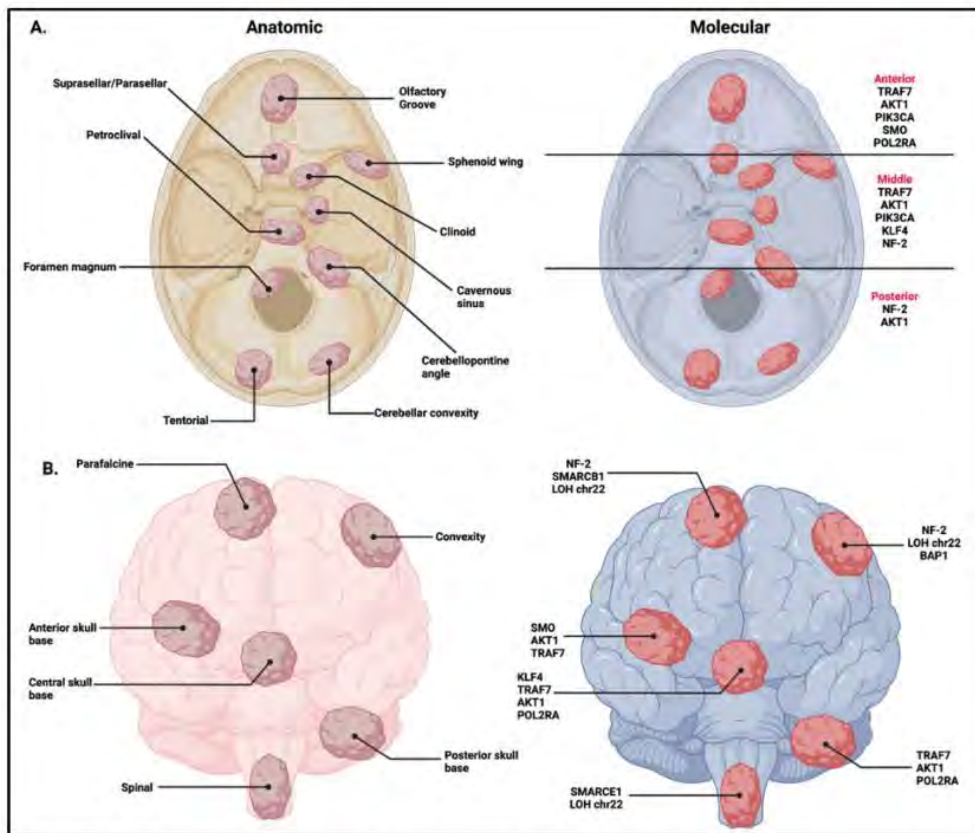 A.
Anatomic
Molecular
Suprasellar/Parasellar
Olfactory
Groove
Petroclival
Sphenoid wing
Clinoid
Foramen magnum
Cavernous
sinus
Cerebellopontine
angle
Tentorial
Cerebellar convexity
Anterior
TRAF7
AKT1
PIK3CA
SMO
POL2RA
Middle
TRAF7
AKT1
PIK3CA
KLF4
NF-2
Posterior
NF-2
AKT1
B.
Parafalcine
Convexity
Anterior skull
base
Central skull
base
Posterior skull
base
Spinal
NF-2
SMARCB1
LOH chr22
NF-2
LOH chr22
BAP1
SMO
AKT1
TRAF7
KLF4
TRAF7
AKT1
POL2RA
TRAF7
AKT1
POL2RA
SMARCE1
LOH chr22